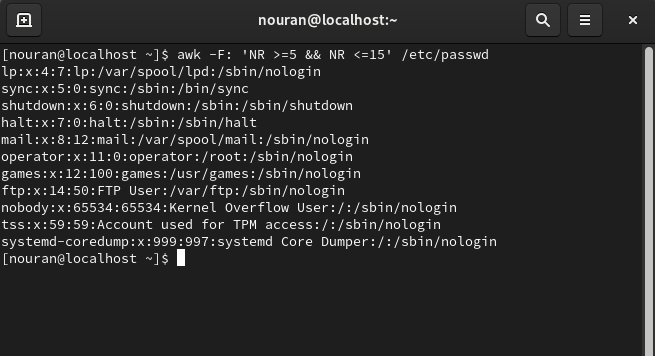 nouran@localhost:~
[nouran@localhost ~]$ awk -F: 'NR >=5 && NR <=15' /etc/passwd
lp:x:4:7:lp:/var/spool/lpd:/sbin/nologin
sync:x:5:0:sync:/sbin:/bin/sync
shutdown:x:6:0:shutdown:/sbin:/sbin/shutdown
halt:x:7:0:halt:/sbin:/sbin/halt
mail:x:8:12:mail:/var/spool/mail:/sbin/nologin
operator:x:11:0:operator:/root:/sbin/nologin
games:x:12:100:games:/usr/games:/sbin/nologin
ftp:x:14:50:FTP User:/var/ftp:/sbin/nologin
nobody:x:65534:65534:Kernel Overflow User:/:/sbin/nologin
tss:x:59:59:Account used for TPM access:/:/sbin/nologin
systemd-coredump:x:999:997:systemd Core Dumper:/:/sbin/nologin
[nouran@localhost ~]$